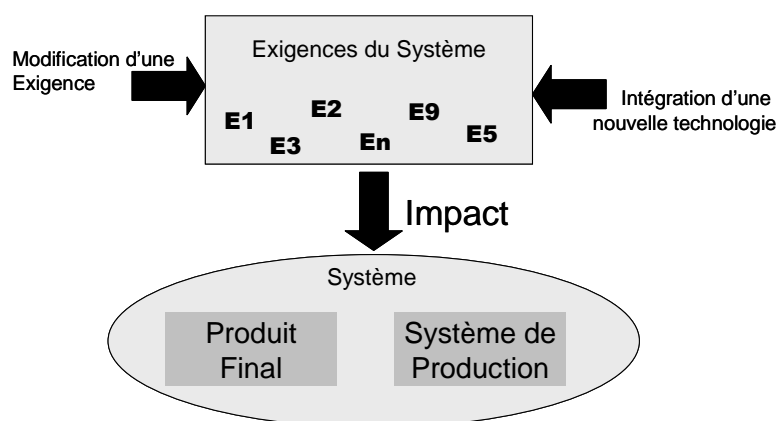 Exigences du Système
Modification d'une
Exigence
E1
E2
E3
En
E9
E5
Intégration d'une
nouvelle technologie
Impact
Système
Produit
Final
Système de
Production